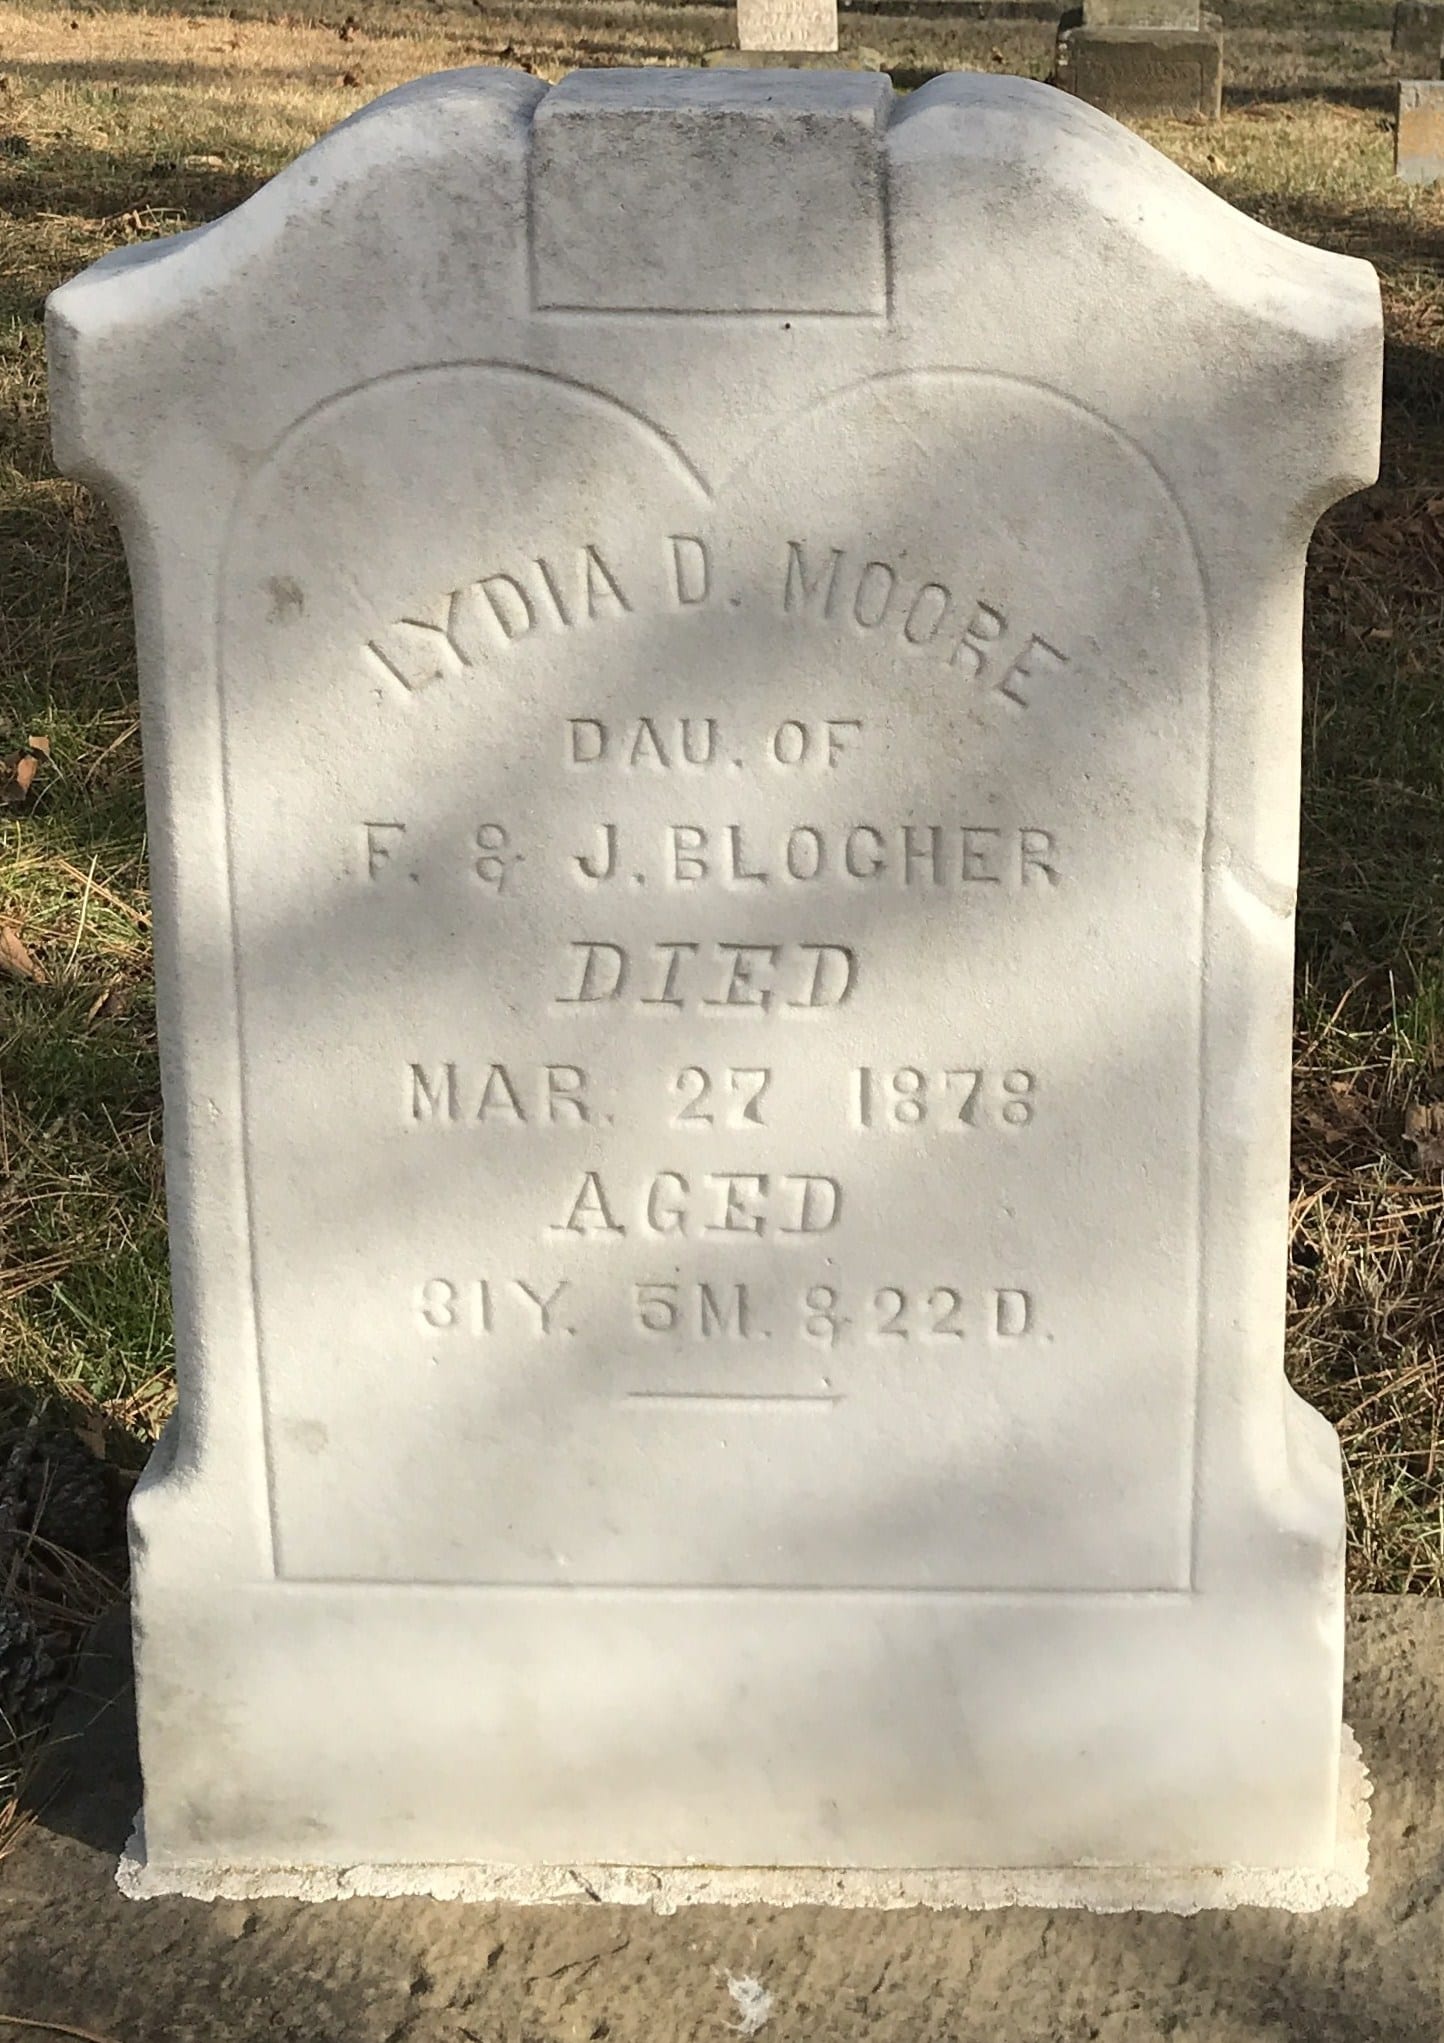 LYDIA D. MOORE
DAU. OF
F. & J. BLOCHER
DIED
MAR. 27 1878
AGED
31Y. 5M. & 22D.